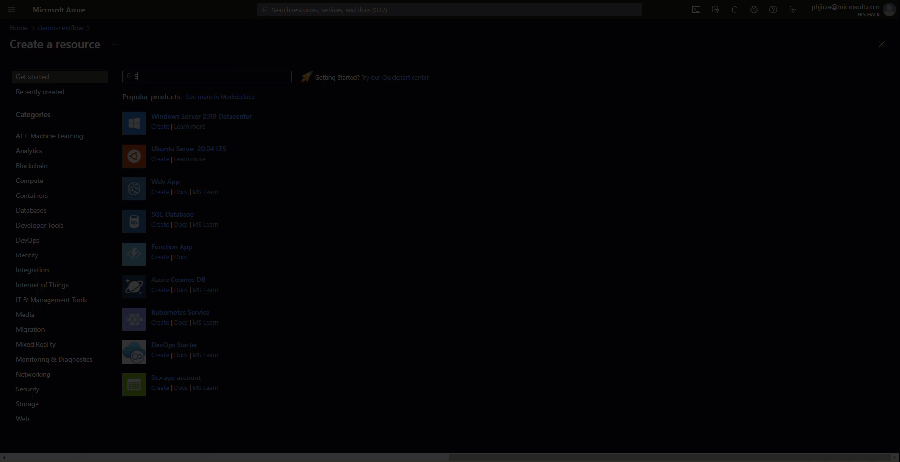 Microsoft Azure
Search resources, services, and docs (G+/)
Home > demo-sendbox >
Create a resource ...
Get started
Recently created
Categories
AI + Machine Learning
Analytics
Blockchain
Compute
Containers
Databases
Developer Tools
DevOps
Identity
Integration
Internet of Things
IT & Management Tools
Media
Migration
Mixed Reality
Monitoring & Diagnostics
Networking
Security
Storage
Web
Getting Started? Try our Quickstart center
Popular products See more in Marketplace
Windows Server 2019 Datacenter
Create | Learn more
Ubuntu Server 20.04 LTS
Create | Learn more
Web App
Create | Docs | MS Learn
SQL Database
Create | Docs | MS Learn
Function App
Create | Docs
Azure Cosmos DB
Create | Docs | MS Learn
Kubernetes Service
Create | Docs | MS Learn
DevOps Starter
Create | Docs | MS Learn
Storage account
Create | Docs | MS Learn